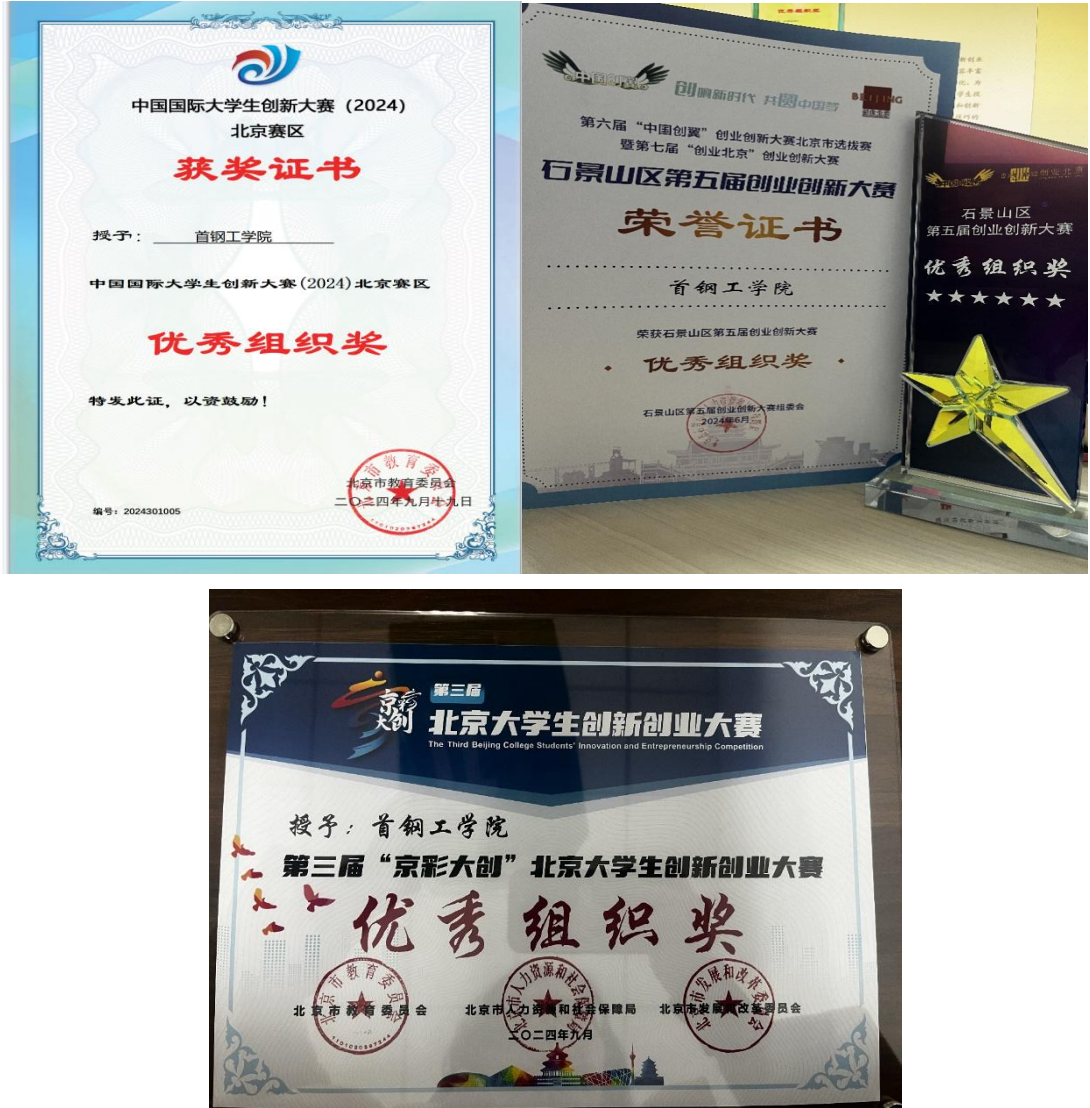 中国国际大学生创新大赛（2024）
北京赛区
获奖证书
授予：首钢工学院
中国国际大学生创新大赛(2024)北京赛区
优秀组织奖
特发此证，以资鼓励！
北京市教育委员会
二〇二四年九月十九日
编号：2024301005
中国创翼
创响新时代 共圆中国梦
BEIJING
第六届“中国创翼”创业创新大赛北京市选拔赛
暨第七届“创业北京”创业创新大赛
石景山区第五届创业创新大赛
荣誉证书
首钢工学院
荣获石景山区第五届创业创新大赛
优秀组织奖
石景山区第五届创业创新大赛组委会
2024年6月
石景山区
第五届创业创新大赛
优秀组织奖
京彩大创
第三届
北京大学生创新创业大赛
The Third Beijing College Students' Innovation and Entrepreneurship Competition
授予：首钢工学院
第三届“京彩大创”北京大学生创新创业大赛
优秀组织奖
北京市教育委员会 北京市人力资源和社会保障局 北京市发展和改革委员会
二〇二四年九月